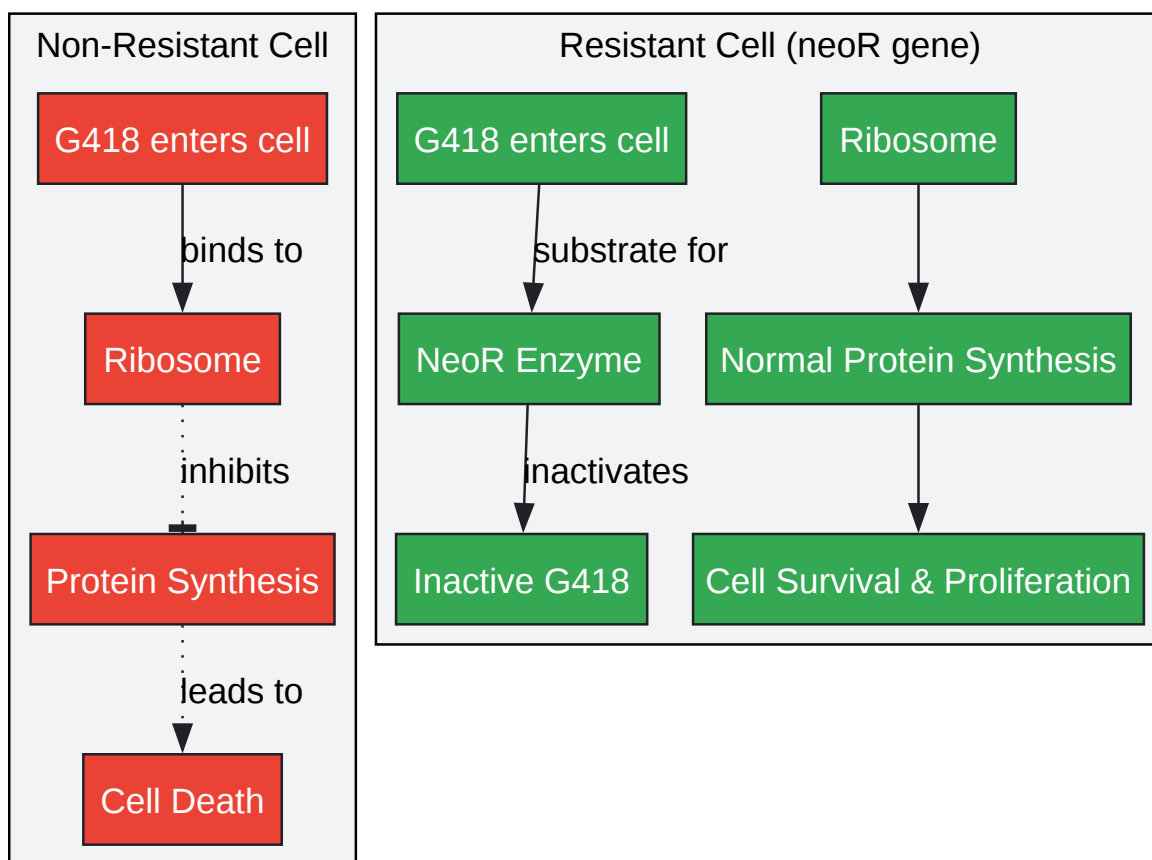 Non-Resistant Cell
G418 enters cell
binds to
Ribosome
inhibits
Protein Synthesis
leads to
Cell Death
Resistant Cell (neoR gene)
G418 enters cell
substrate for
NeoR Enzyme
inactivates
Inactive G418
Ribosome
Normal Protein Synthesis
Cell Survival & Proliferation